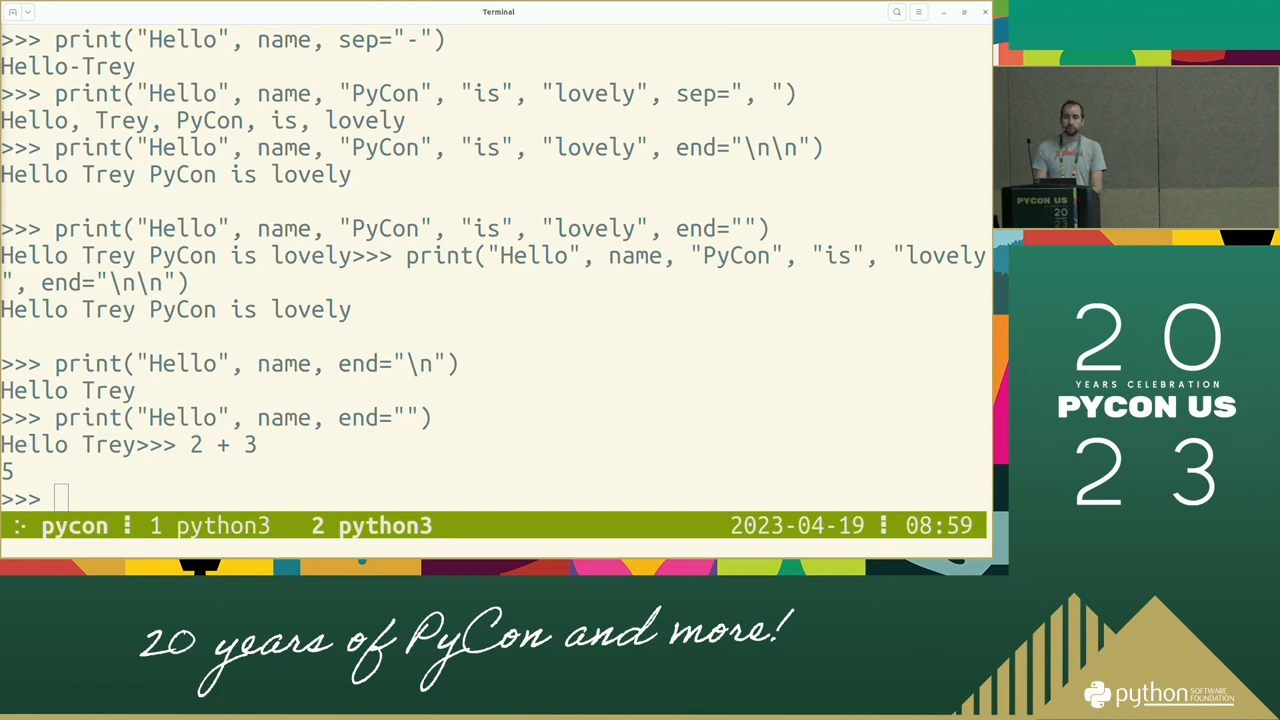 Terminal
>>> print("Hello", name, sep="-")
Hello-Trey
>>> print("Hello", name, "PyCon", "is", "lovely", sep=", ")
Hello, Trey, PyCon, is, lovely
>>> print("Hello", name, "PyCon", "is", "lovely", end="\n\n")
Hello Trey PyCon is lovely
>>> print("Hello", name, "PyCon", "is", "lovely", end="")
Hello Trey PyCon is lovely>>> print("Hello", name, "PyCon", "is", "lovely
", end="\n\n")
Hello Trey PyCon is lovely
>>> print("Hello", name, end="\n")
Hello Trey
>>> print("Hello", name, end="")
Hello Trey>>> 2 + 3
5
>>>
pycon 1 python3 2 python3 2023-04-19 08:59
PYCON US
20
23
20
YEARS CELEBRATION
PYCON US
23
20 years of PyCon and more!
python SOFTWARE FOUNDATION